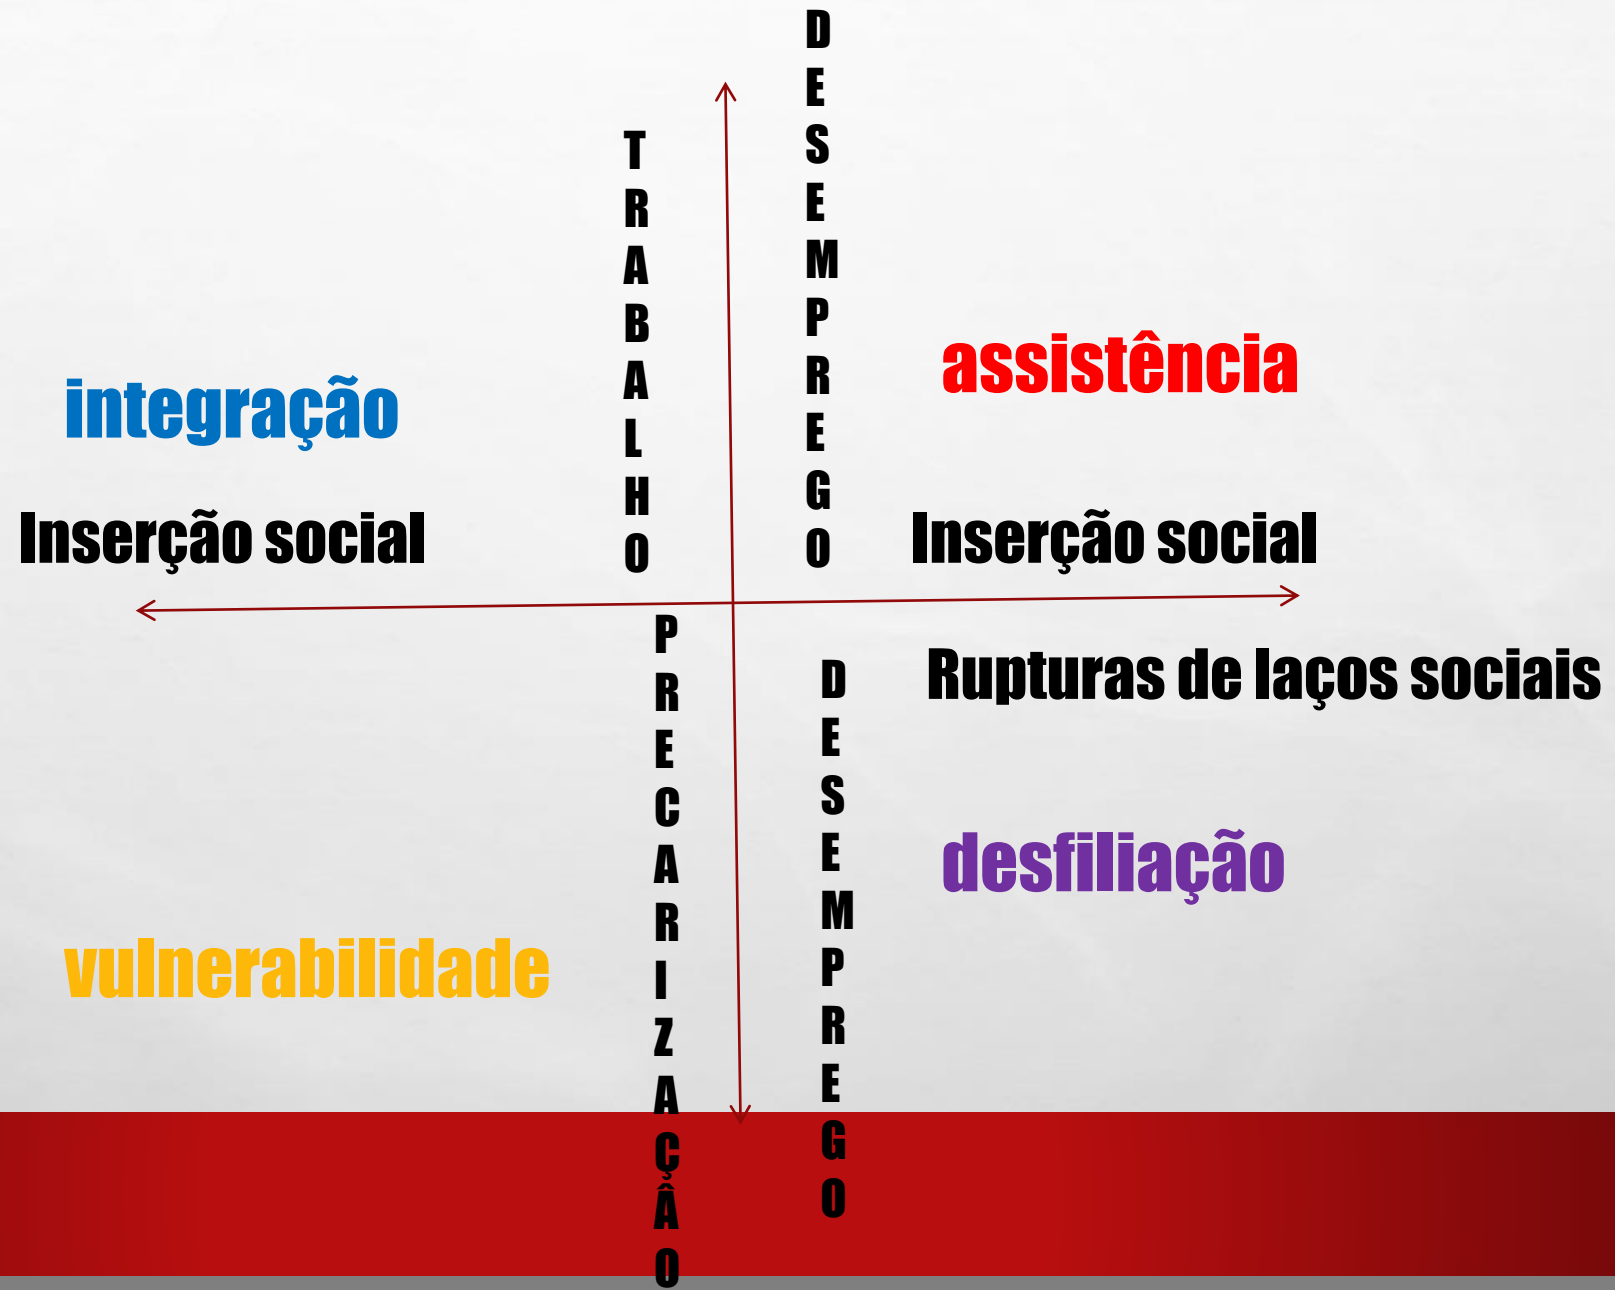 DESEMPREGO
TRABALHO
assistência
integração
Inserção social
Inserção social
PRECARIZAÇÂO
DESEMPREGO
Rupturas de laços sociais
desfiliação
vulnerabilidade